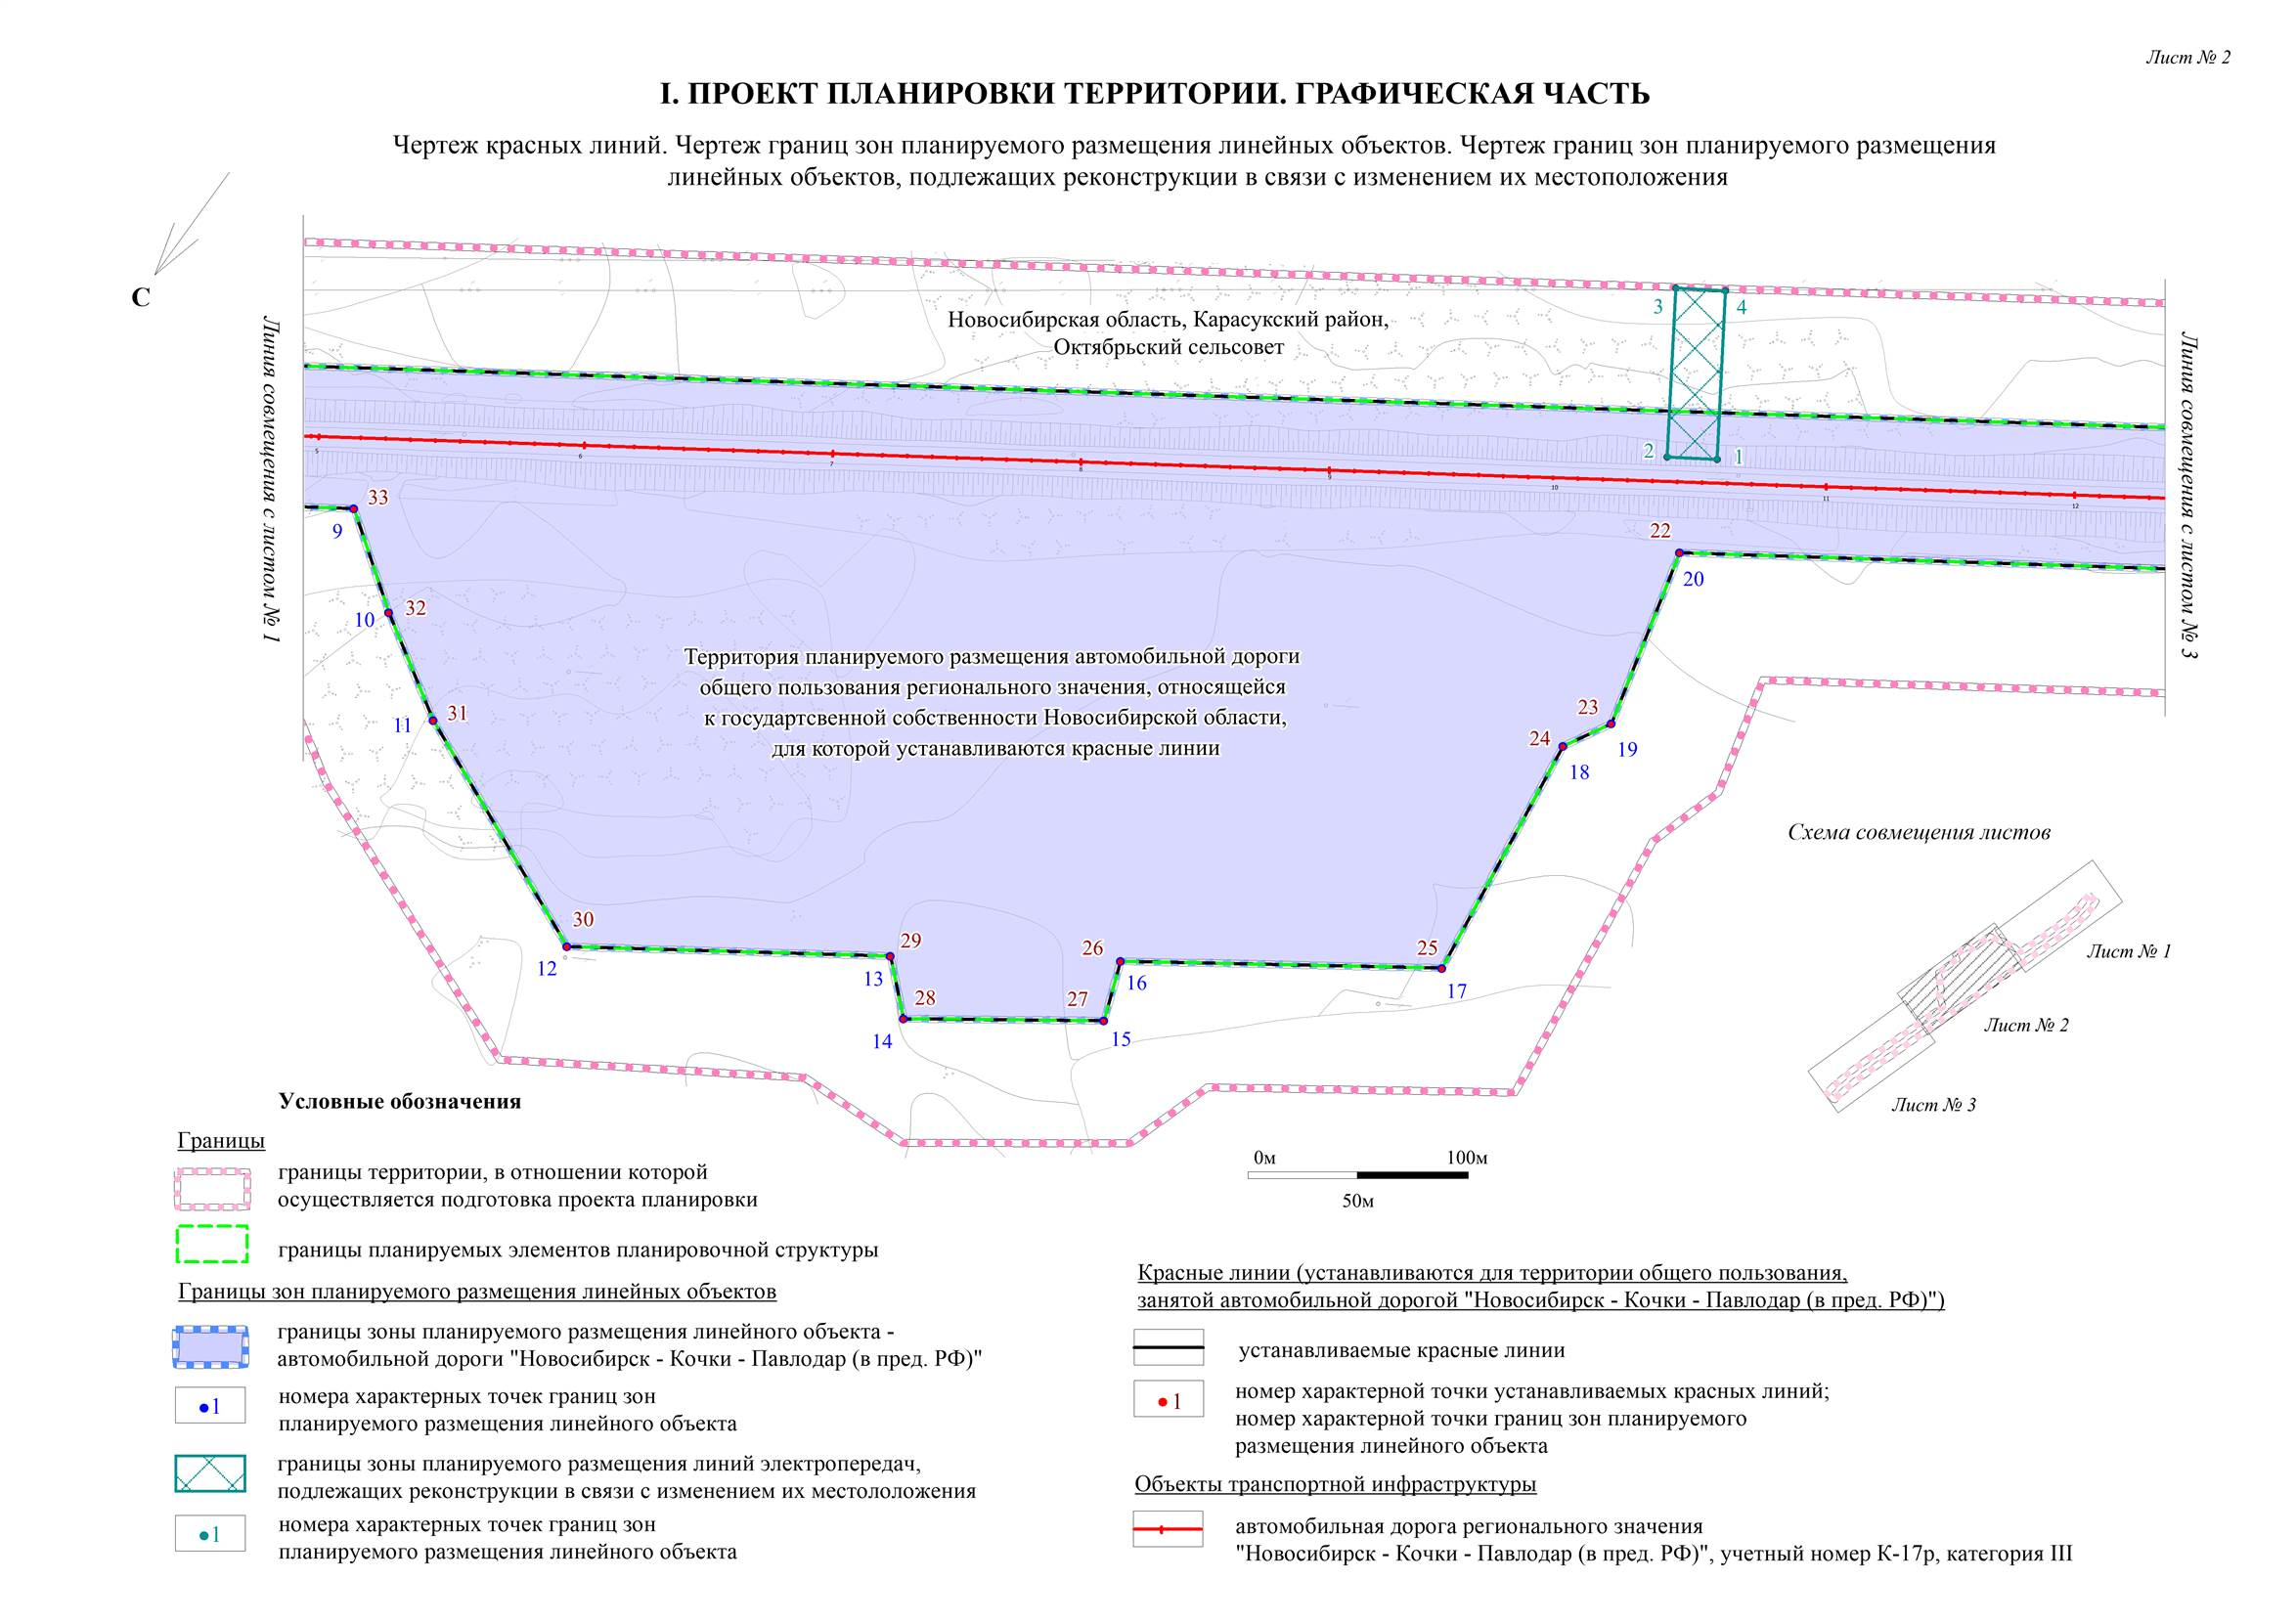 Лист № 2
I. ПРОЕКТ ПЛАНИРОВКИ ТЕРРИТОРИИ. ГРАФИЧЕСКАЯ ЧАСТЬ
Чертеж красных линий. Чертеж границ зон планируемого размещения линейных объектов. Чертеж границ зон планируемого размещения
линейных объектов, подлежащих реконструкции в связи с изменением их местоположения
С
Линия совмещения с листом № 1
Линия совмещения с листом № 3
Новосибирская область, Карасукский район,
Октябрьский сельсовет
3
4
2
1
5
6
7
8
9
10
11
12
33
9
32
10
31
11
30
12
29
13
28
14
27
15
26
16
25
17
24
18
23
19
22
20
Территория планируемого размещения автомобильной дороги
общего пользования регионального значения, относящейся
к государтсвенной собственности Новосибирской области,
для которой устанавливаются красные линии
Схема совмещения листов
Лист № 1
Лист № 2
Лист № 3
0м
100м
50м
Условные обозначения
Границы
границы территории, в отношении которой
осуществляется подготовка проекта планировки
границы планируемых элементов планировочной структуры
Границы зон планируемого размещения линейных объектов
границы зоны планируемого размещения линейного объекта -
автомобильной дороги "Новосибирск - Кочки - Павлодар (в пред. РФ)"
1
номера характерных точек границ зон
планируемого размещения линейного объекта
границы зоны планируемого размещения линий электропередач,
подлежащих реконструкции в связи с изменением их местололожения
1
номера характерных точек границ зон
планируемого размещения линейного объекта
Красные линии (устанавливаются для территории общего пользования,
занятой автомобильной дорогой "Новосибирск - Кочки - Павлодар (в пред. РФ)")
устанавливаемые красные линии
1
номер характерной точки устанавливаемых красных линий;
номер характерной точки границ зон планируемого
размещения линейного объекта
Объекты транспортной инфраструктуры
автомобильная дорога регионального значения
"Новосибирск - Кочки - Павлодар (в пред. РФ)", учетный номер К-17р, категория III